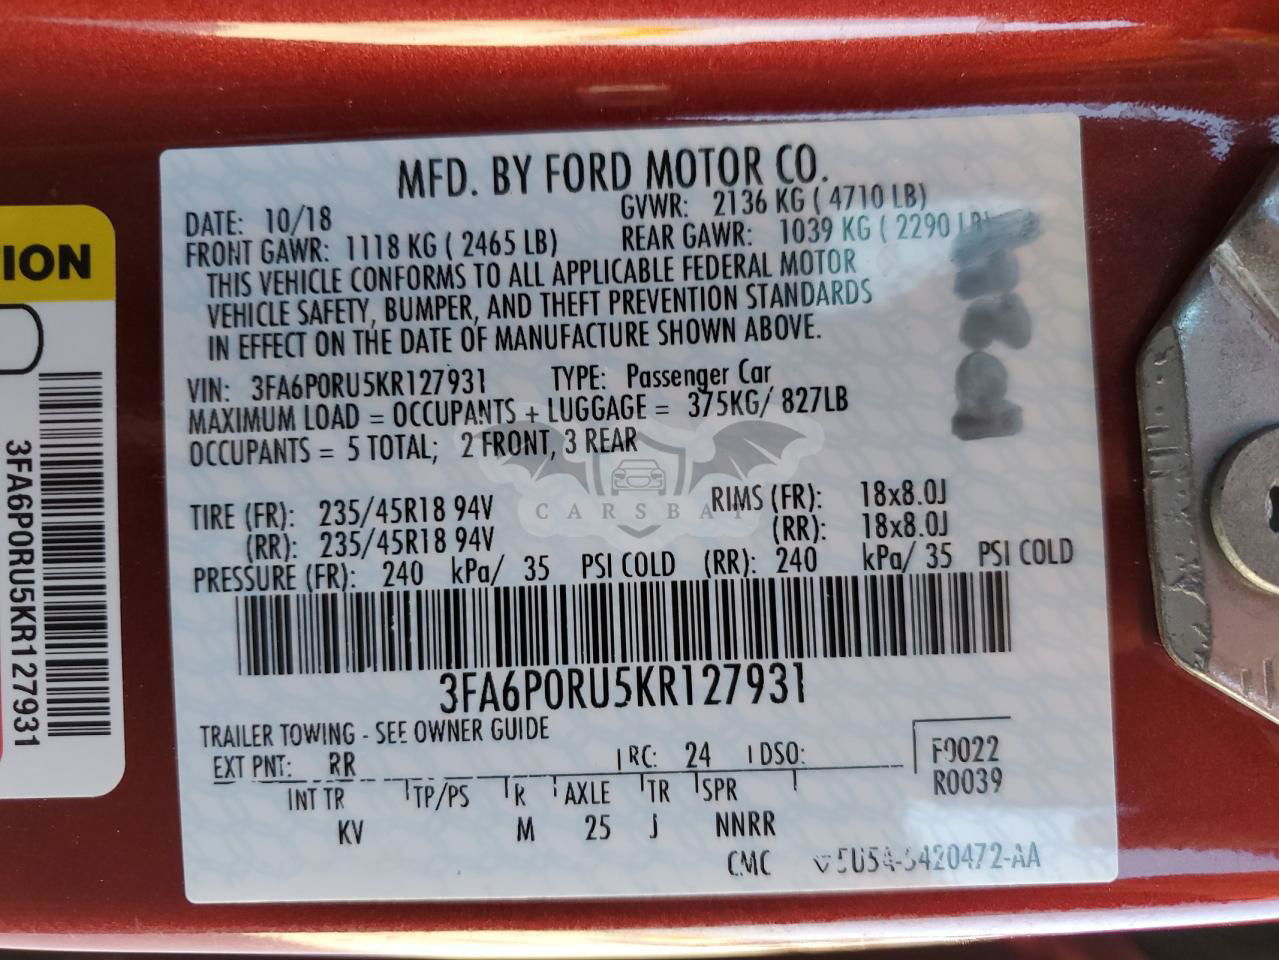 ION
3FA6P0RU5KR127931
MFD. BY FORD MOTOR CO.
DATE: 10/18 GVWR: 2136 KG ( 4710 LB)
FRONT GAWR: 1118 KG ( 2465 LB) REAR GAWR: 1039 KG ( 2290 LB)
THIS VEHICLE CONFORMS TO ALL APPLICABLE FEDERAL MOTOR
VEHICLE SAFETY, BUMPER, AND THEFT PREVENTION STANDARDS
IN EFFECT ON THE DATE OF MANUFACTURE SHOWN ABOVE.
VIN: 3FA6P0RU5KR127931 TYPE: Passenger Car
MAXIMUM LOAD = OCCUPANTS + LUGGAGE = 375KG/ 827LB
OCCUPANTS = 5 TOTAL; 2 FRONT, 3 REAR
CARSBAT
TIRE (FR): 235/45R18 94V RIMS (FR): 18x8.0J
(RR): 235/45R18 94V (RR): 18x8.0J
PRESSURE (FR): 240 kPa/ 35 PSI COLD (RR): 240 kPa/ 35 PSI COLD
3FA6P0RU5KR127931
TRAILER TOWING - SEE OWNER GUIDE
EXT PNT: RR RC: 24 DSO: F0022
R0039
INT TR TP/PS R AXLE TR SPR
KV M 25 J NNRR
CMC